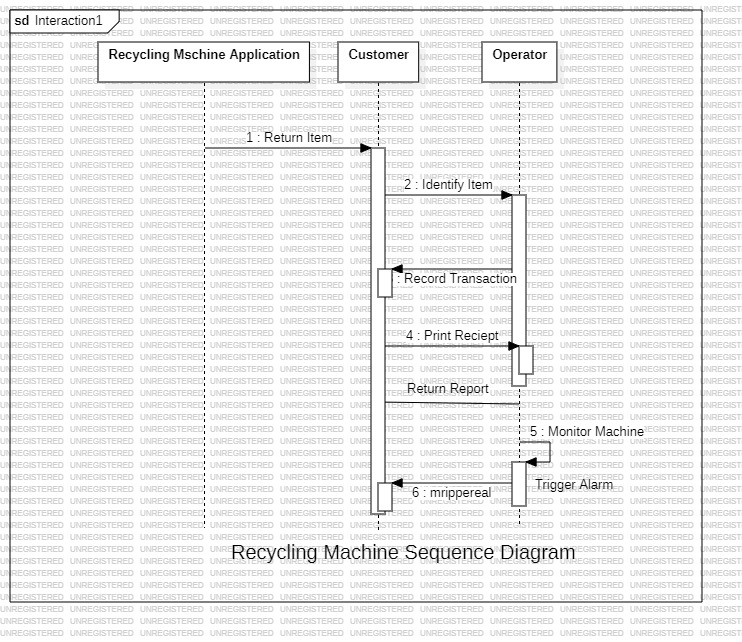 sd Interaction1
Recycling Mschine Application
Customer
Operator
1 : Return Item
2 : Identify Item
: Record Transaction
4 : Print Reciept
Return Report
5 : Monitor Machine
Trigger Alarm
6 : mrippereal
Recycling Machine Sequence Diagram
UNREGISTERED